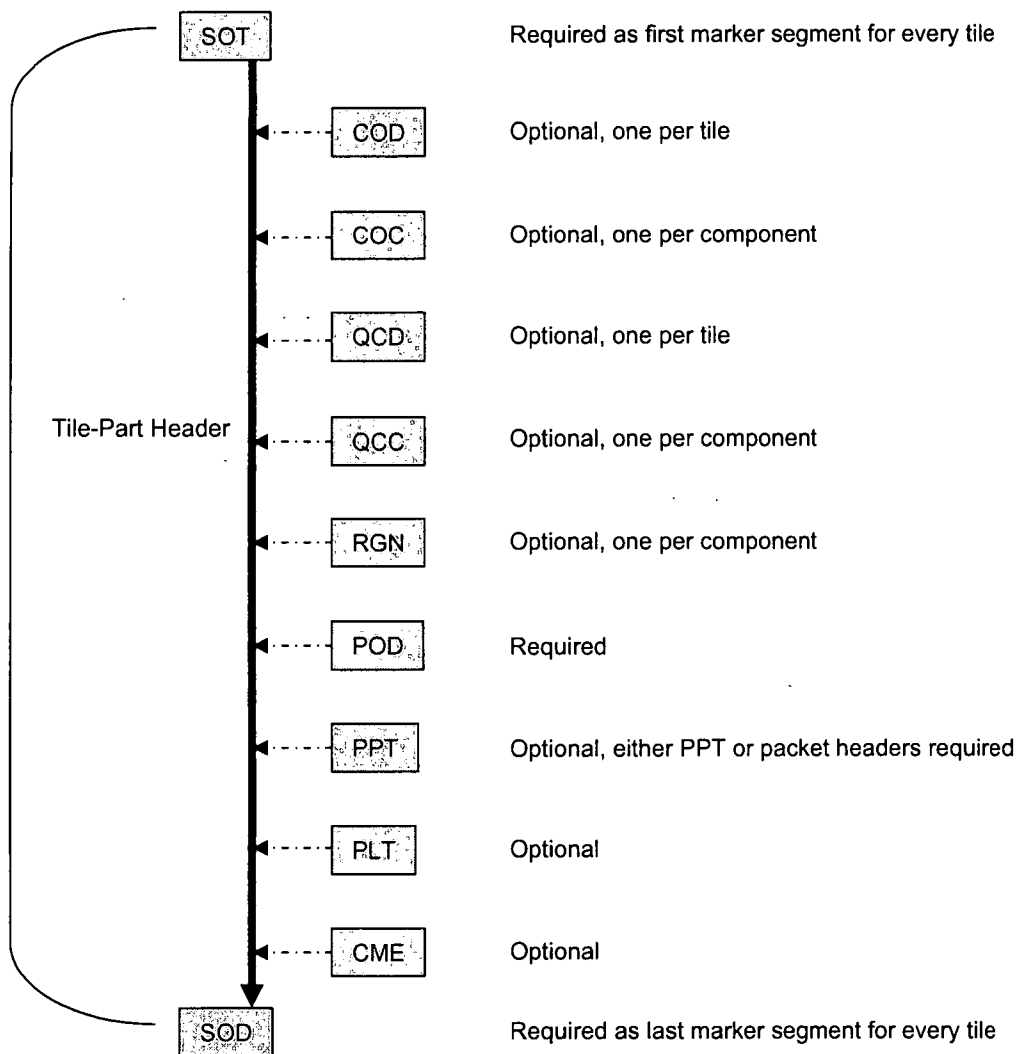 SOT Required as first marker segment for every tile
COD Optional, one per tile
COC Optional, one per component
QCD Optional, one per tile
Tile-Part Header QCC Optional, one per component
RGN Optional, one per component
POD Required
PPT Optional, either PPT or packet headers required
PLT Optional
CME Optional
SOD Required as last marker segment for every tile